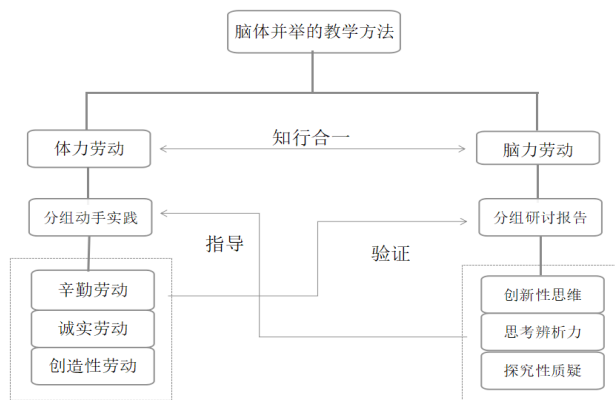 脑体并举的教学方法
体力劳动
知行合一
脑力劳动
分组动手实践
分组研讨报告
指导
验证
辛勤劳动
诚实劳动
创造性劳动
创新性思维
思考辨析力
探究性质疑